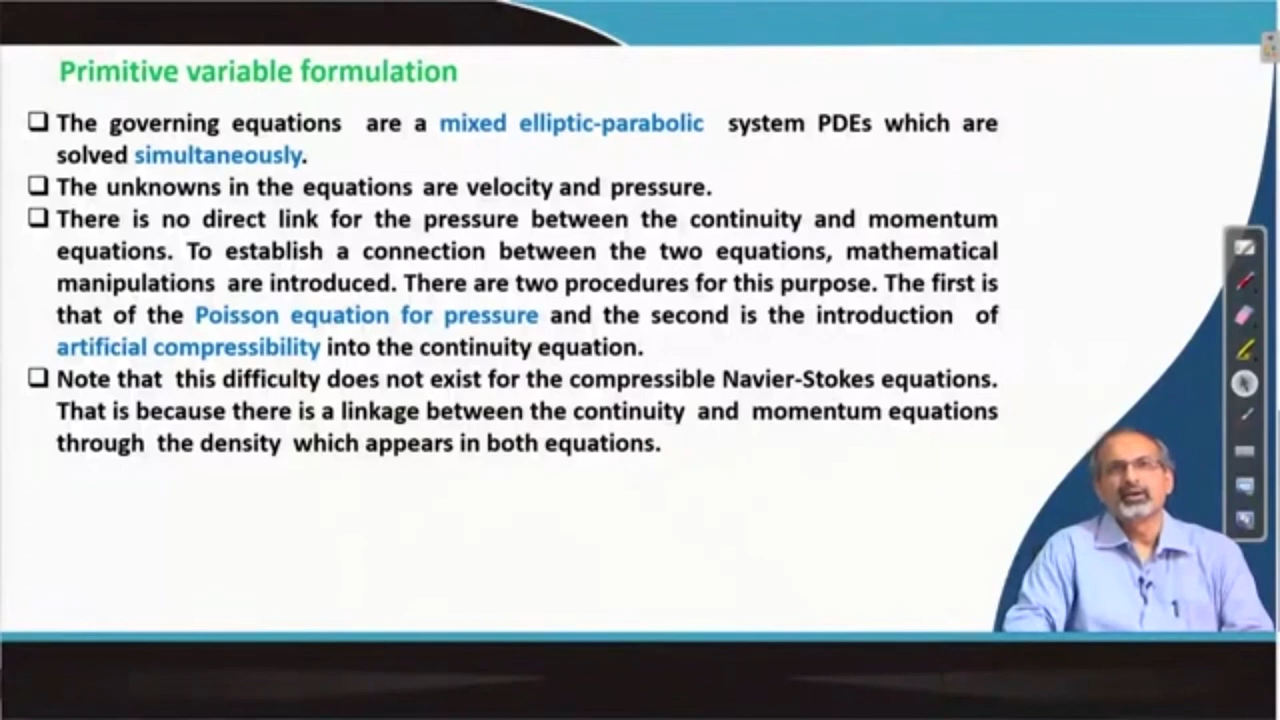 Primitive variable formulation
❑ The governing equations are a mixed elliptic-parabolic system PDEs which are
solved simultaneously.
❑ The unknowns in the equations are velocity and pressure.
❑ There is no direct link for the pressure between the continuity and momentum
equations. To establish a connection between the two equations, mathematical
manipulations are introduced. There are two procedures for this purpose. The first is
that of the Poisson equation for pressure and the second is the introduction of
artificial compressibility into the continuity equation.
❑ Note that this difficulty does not exist for the compressible Navier-Stokes equations.
That is because there is a linkage between the continuity and momentum equations
through the density which appears in both equations.